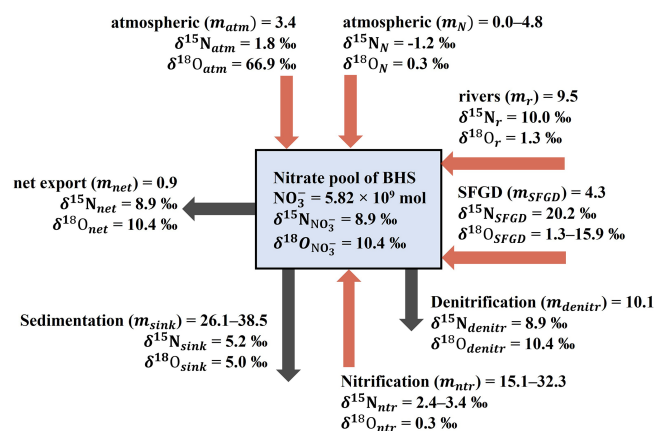 atmospheric (m_atm) = 3.4
δ¹⁵N_atm = 1.8 ‰
δ¹⁸O_atm = 66.9 ‰
atmospheric (m_N) = 0.0–4.8
δ¹⁵N_N = -1.2 ‰
δ¹⁸O_N = 0.3 ‰
rivers (m_r) = 9.5
δ¹⁵N_r = 10.0 ‰
δ¹⁸O_r = 1.3 ‰
net export (m_net) = 0.9
δ¹⁵N_net = 8.9 ‰
δ¹⁸O_net = 10.4 ‰
Nitrate pool of BHS
NO₃⁻ = 5.82 × 10⁹ mol
δ¹⁵N_NO₃⁻ = 8.9 ‰
δ¹⁸O_NO₃⁻ = 10.4 ‰
SFGD (m_SFGD) = 4.3
δ¹⁵N_SFGD = 20.2 ‰
δ¹⁸O_SFGD = 1.3–15.9 ‰
Sedimentation (m_sink) = 26.1–38.5
δ¹⁵N_sink = 5.2 ‰
δ¹⁸O_sink = 5.0 ‰
Denitrification (m_denitr) = 10.1
δ¹⁵N_denitr = 8.9 ‰
δ¹⁸O_denitr = 10.4 ‰
Nitrification (m_ntr) = 15.1–32.3
δ¹⁵N_ntr = 2.4–3.4 ‰
δ¹⁸O_ntr = 0.3 ‰